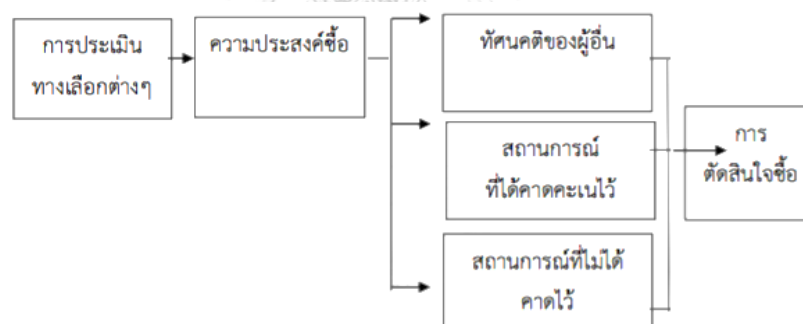 การประเมิน
ทางเลือกต่างๆ
ความประสงค์ซื้อ
ทัศนคติของผู้อื่น
สถานการณ์
ที่ได้คาดคะเนไว้
สถานการณ์ที่ไม่ได้
คาดไว้
การ
ตัดสินใจซื้อ